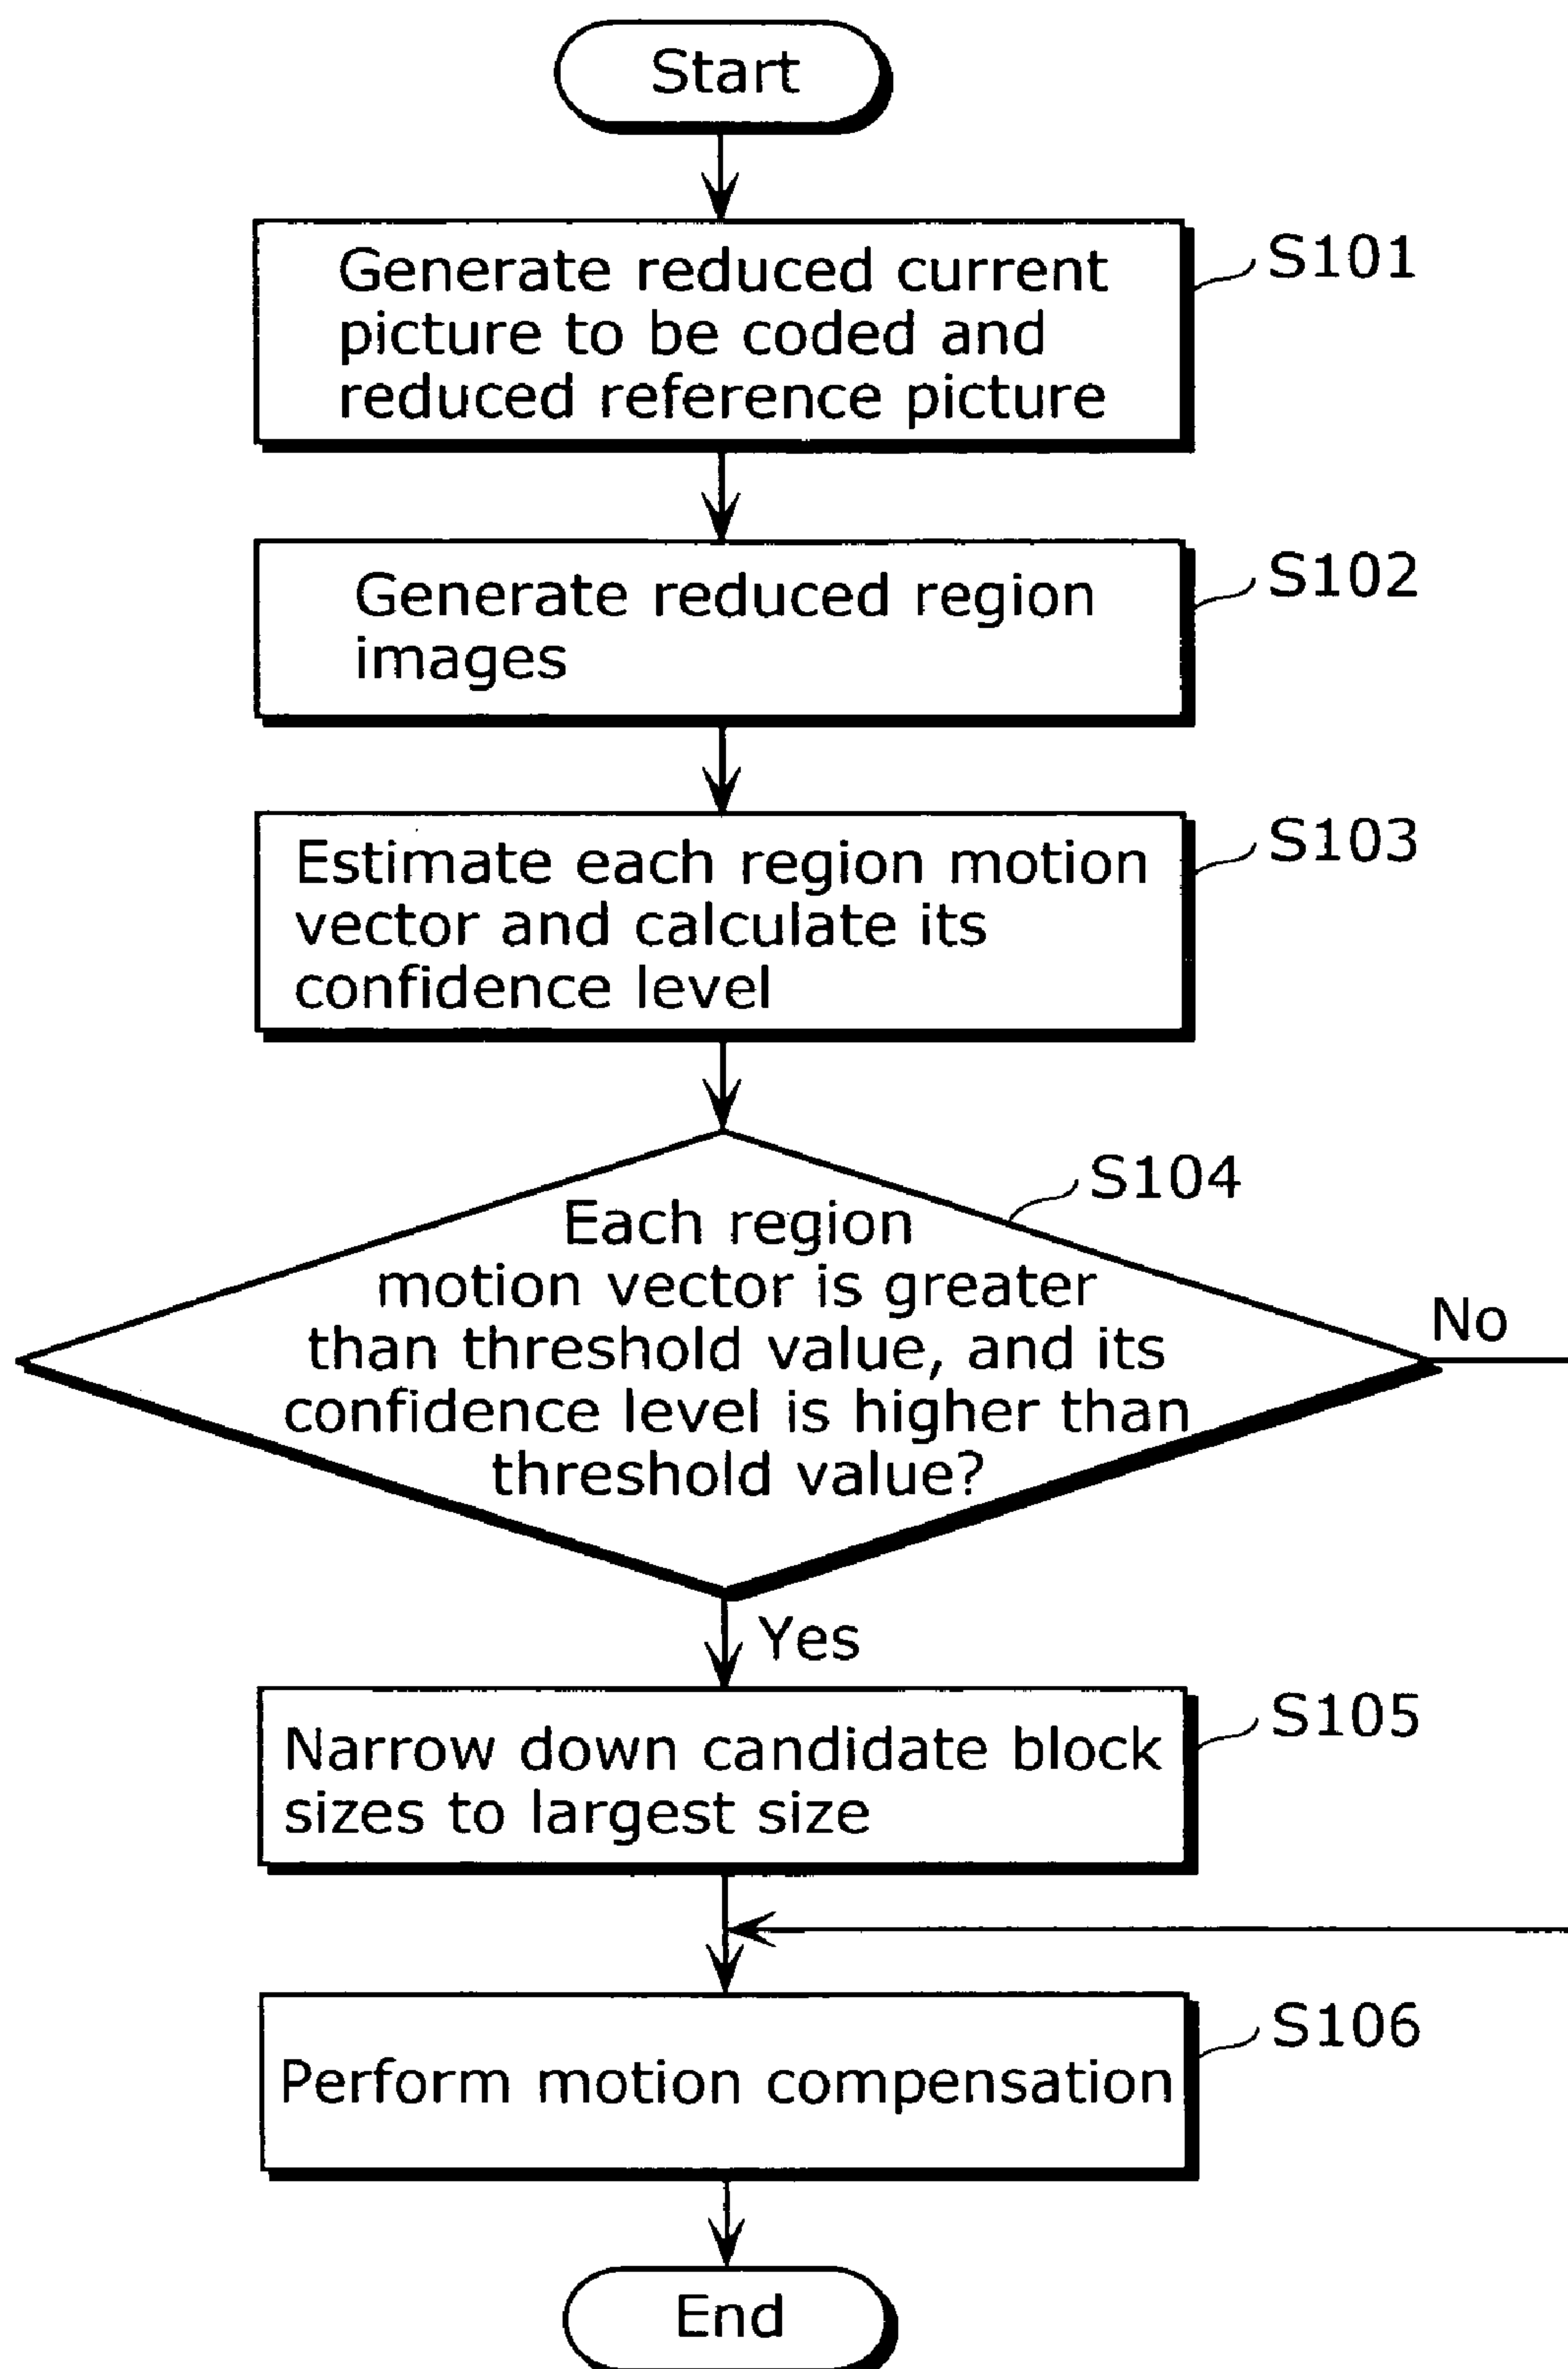 Start
Generate reduced current
picture to be coded and
reduced reference picture
S101
Generate reduced region
images
S102
Estimate each region motion
vector and calculate its
confidence level
S103
S104
Each region
motion vector is greater
than threshold value, and its
confidence level is higher than
threshold value?
No
Yes
Narrow down candidate block
sizes to largest size
S105
Perform motion compensation
S106
End